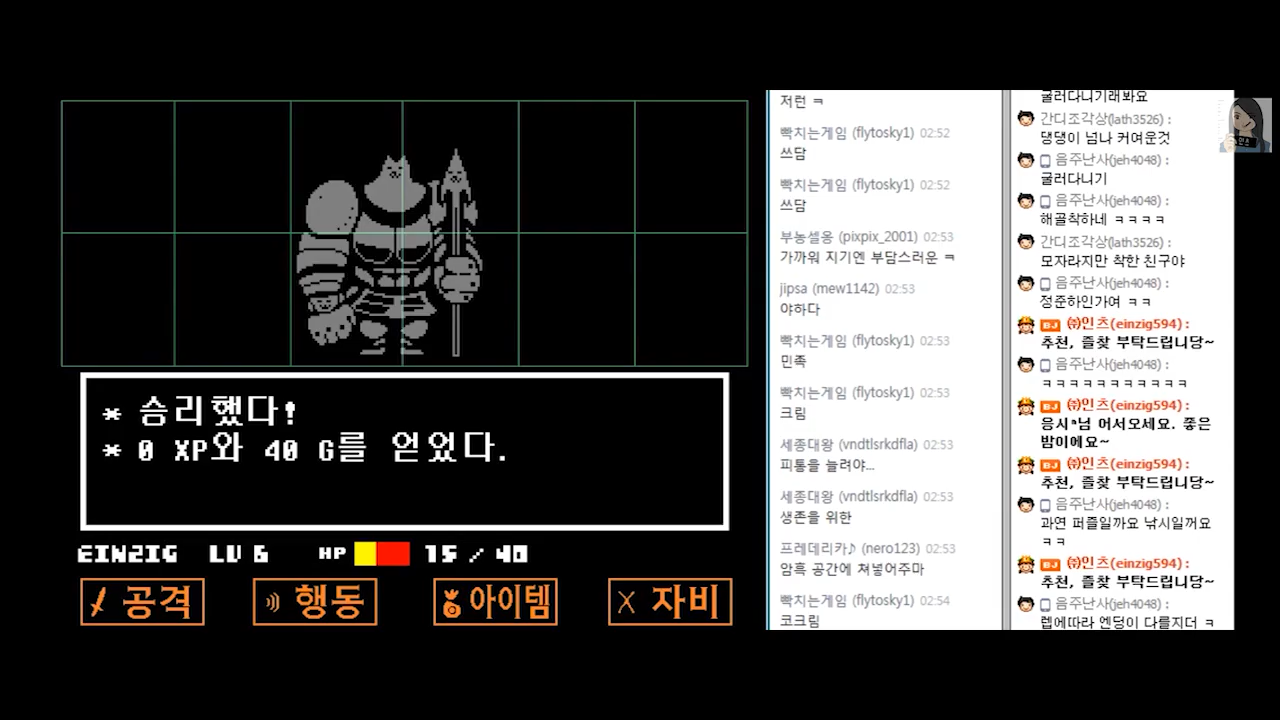 * 승리했다!
* 0 XP와 40 G를 얻었다.
EINZIG LV 6 HP 15 / 40
공격
행동
아이템
자비
저런 ㅋ
빡치는게임 (flytosky1) 02:52
쓰담
빡치는게임 (flytosky1) 02:52
쓰담
부농셀옹 (pixpix_2001) 02:53
가까워 지기엔 부담스러운 ㅋ
jipsa (mew1142) 02:53
야하다
빡치는게임 (flytosky1) 02:53
민족
빡치는게임 (flytosky1) 02:53
크림
세종대왕 (vndtlsrkdfla) 02:53
피통을 늘려야...
세종대왕 (vndtlsrkdfla) 02:53
생존을 위한
프레데리카♪ (nero123) 02:53
암흑 공간에 쳐넣어주마
빡치는게임 (flytosky1) 02:54
코크림
굴러다니기래봐요
간디조각상(lath3526) :
댕댕이 넘나 커여운것
음주난사(jeh4048) :
굴러다니기
음주난사(jeh4048) :
해골착하네 ㅋㅋㅋㅋ
간디조각상(lath3526) :
모자라지만 착한 친구야
음주난사(jeh4048) :
정준하인가여 ㅋㅋ
BJ ㈜인츠(einzig594) :
추천, 즐찾 부탁드립니당~
음주난사(jeh4048) :
ㅋㅋㅋㅋㅋㅋㅋㅋㅋㅋㅋ
BJ ㈜인츠(einzig594) :
응시*님 어서오세요. 좋은
밤이에요~
BJ ㈜인츠(einzig594) :
추천, 즐찾 부탁드립니당~
음주난사(jeh4048) :
과연 퍼즐일까요 낚시일꺼요
ㅋㅋ
BJ ㈜인츠(einzig594) :
추천, 즐찾 부탁드립니당~
음주난사(jeh4048) :
렙에따라 엔딩이 다를지더 ㅋ